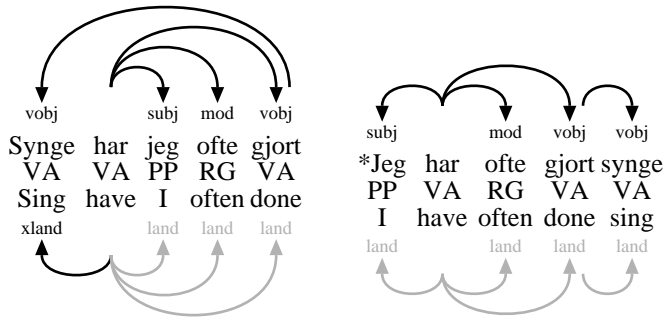 vobj subj mod vobj
Synge har jeg ofte gjort
VA VA PP RG VA
Sing have I often done
xland land land land
subj mod vobj vobj
*Jeg har ofte gjort synge
PP VA RG VA VA
I have often done sing
land land land land